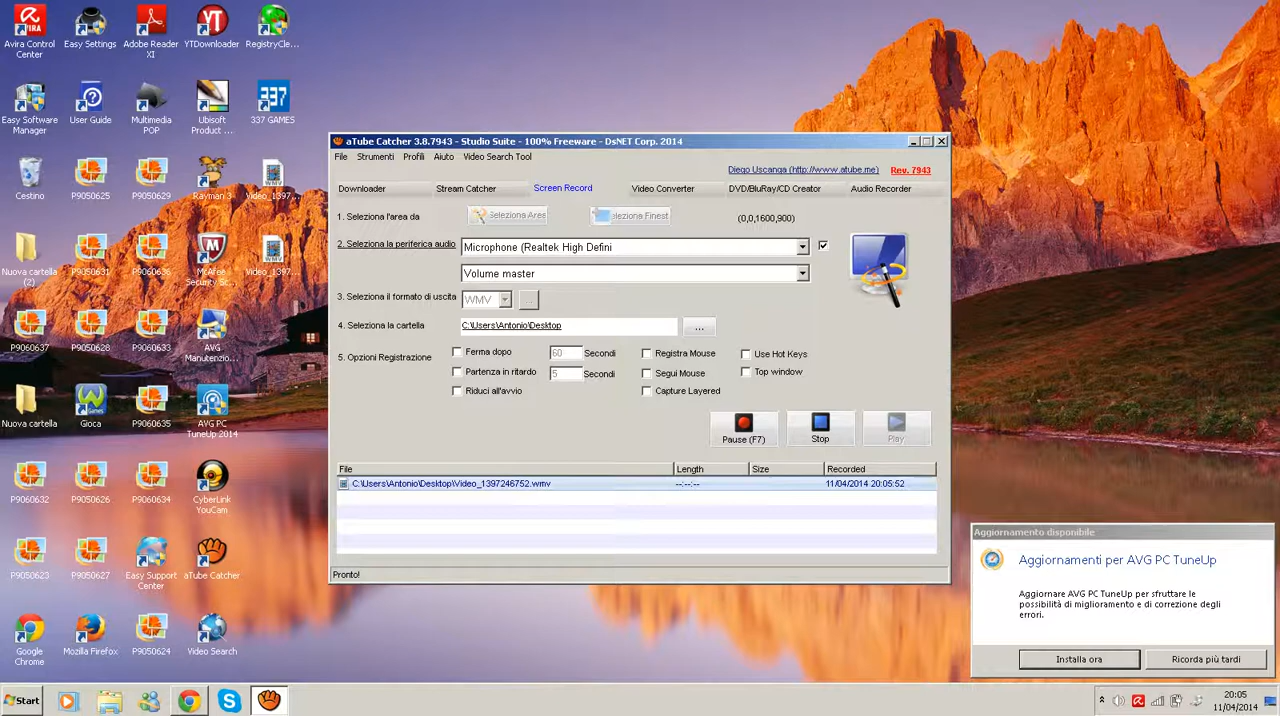 Avira Control
Center
Easy Settings
Adobe Reader
XI
YTDownloader
RegistryCle...
Easy Software
Manager
User Guide
Multimedia
POP
Ubisoft
Product ...
337
337 GAMES
Cestino
P9050625
P9050629
Rayman 3
Video_1397...
Nuova cartella
(2)
P9050631
P9060636
McAfee
Security Sc...
Video_1397...
P9060637
P9050628
P9060633
AVG
Manutenzio...
Nuova cartella
Gioca
P9060635
AVG PC
TuneUp 2014
P9060632
P9050626
P9060634
CyberLink
YouCam
P9050623
P9050627
Easy Support
Center
aTube Catcher
Google
Chrome
Mozilla Firefox
P9050624
Video Search
aTube Catcher 3.8.7943 - Studio Suite - 100% Freeware - DsNET Corp. 2014
File Strumenti Profili Aiuto Video Search Tool
Diego Uscanga (http://www.atube.me) Rev. 7943
Downloader Stream Catcher Screen Record Video Converter DVD/BluRay/CD Creator Audio Recorder
1. Seleziona l'area da Seleziona Area Seleziona Finest (0,0,1600,900)
2. Seleziona la periferica audio Microphone (Realtek High Defini
Volume master
3. Seleziona il formato di uscita WMV ...
4. Seleziona la cartella C:\Users\Antonio\Desktop ...
5. Opzioni Registrazione
Ferma dopo 60 Secondi Registra Mouse Use Hot Keys
Partenza in ritardo 5 Secondi Segui Mouse Top window
Riduci all'avvio Capture Layered
Pause (F7) Stop Play
File Length Size Recorded
C:\Users\Antonio\Desktop\Video_1397246752.wmv --:--:-- 11/04/2014 20:05:52
Pronto!
Aggiornamento disponibile
Aggiornamenti per AVG PC TuneUp
Aggiornare AVG PC TuneUp per sfruttare le
possibilità di miglioramento e di correzione degli
errori.
Installa ora Ricorda più tardi
Start
20:05
11/04/2014